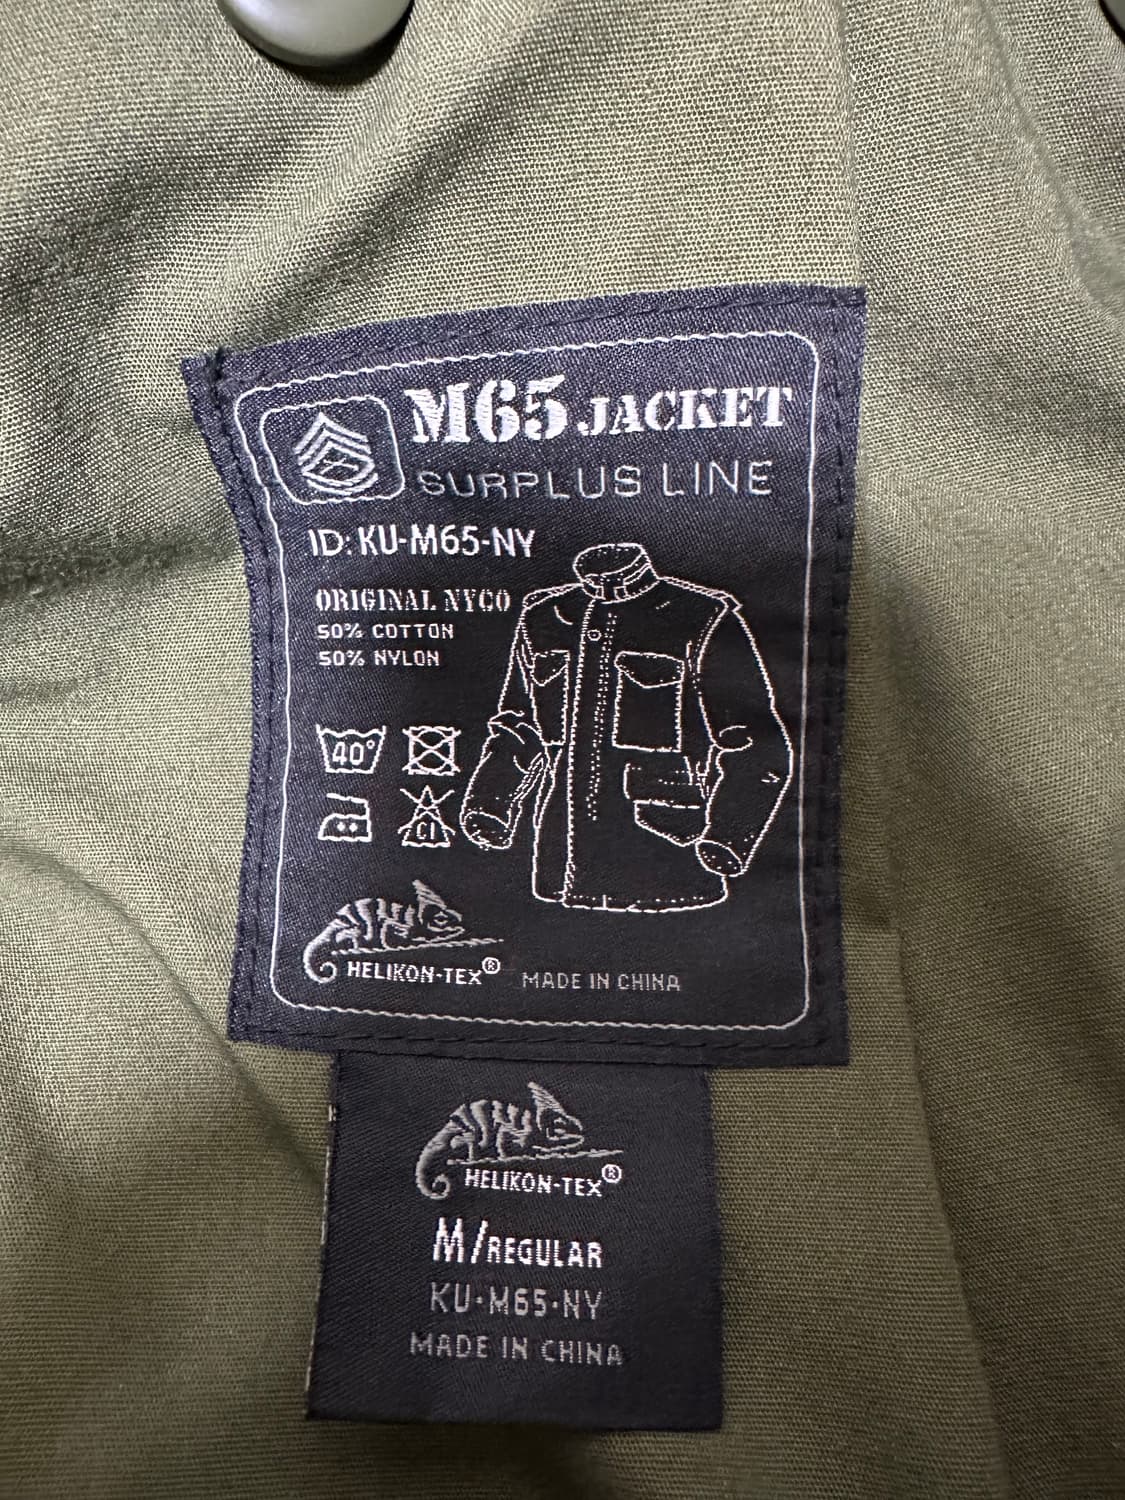 M65 JACKET
SURPLUS LINE
ID: KU-M65-NY
ORIGINAL NYCO
50% COTTON
50% NYLON
40°
CL
HELIKON-TEX®
MADE IN CHINA
HELIKON-TEX®
M/REGULAR
KU-M65-NY
MADE IN CHINA